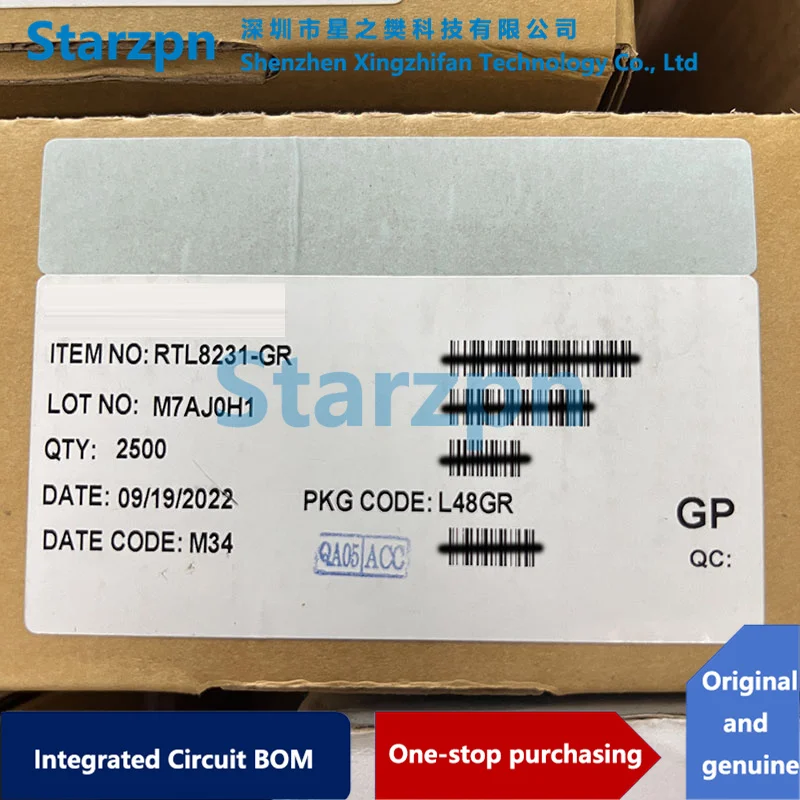 Starzpn
深圳市星之樊科技有限公司
Shenzhen Xingzhifan Technology Co., Ltd
ITEM NO: RTL8231-GR
LOT NO: M7AJ0H1
Starzpn
QTY: 2500
DATE: 09/19/2022
PKG CODE: L48GR
GP
DATE CODE: M34
QA05 ACC
QC:
Original
and
genuine
Integrated Circuit BOM
One-stop purchasing